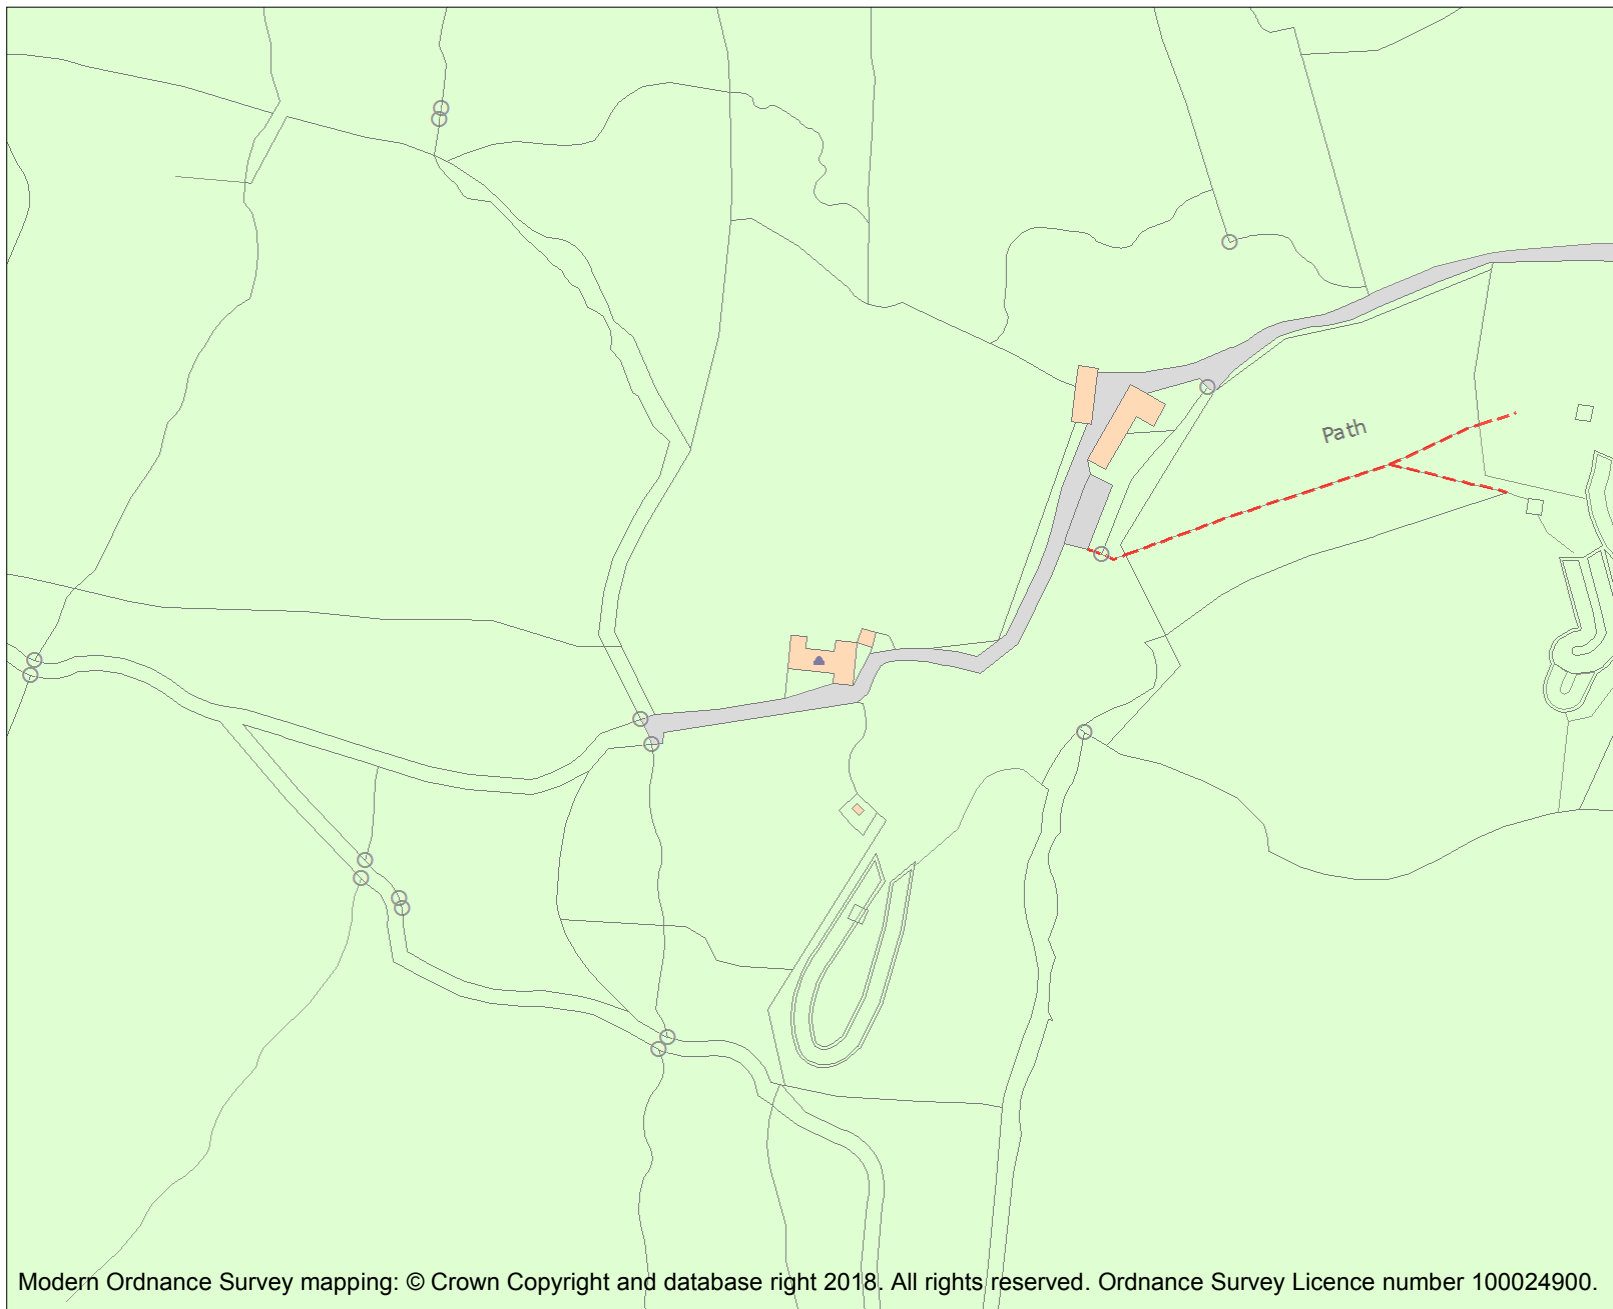 Path
Modern Ordnance Survey mapping: © Crown Copyright and database right 2018. All rights reserved. Ordnance Survey Licence number 100024900.